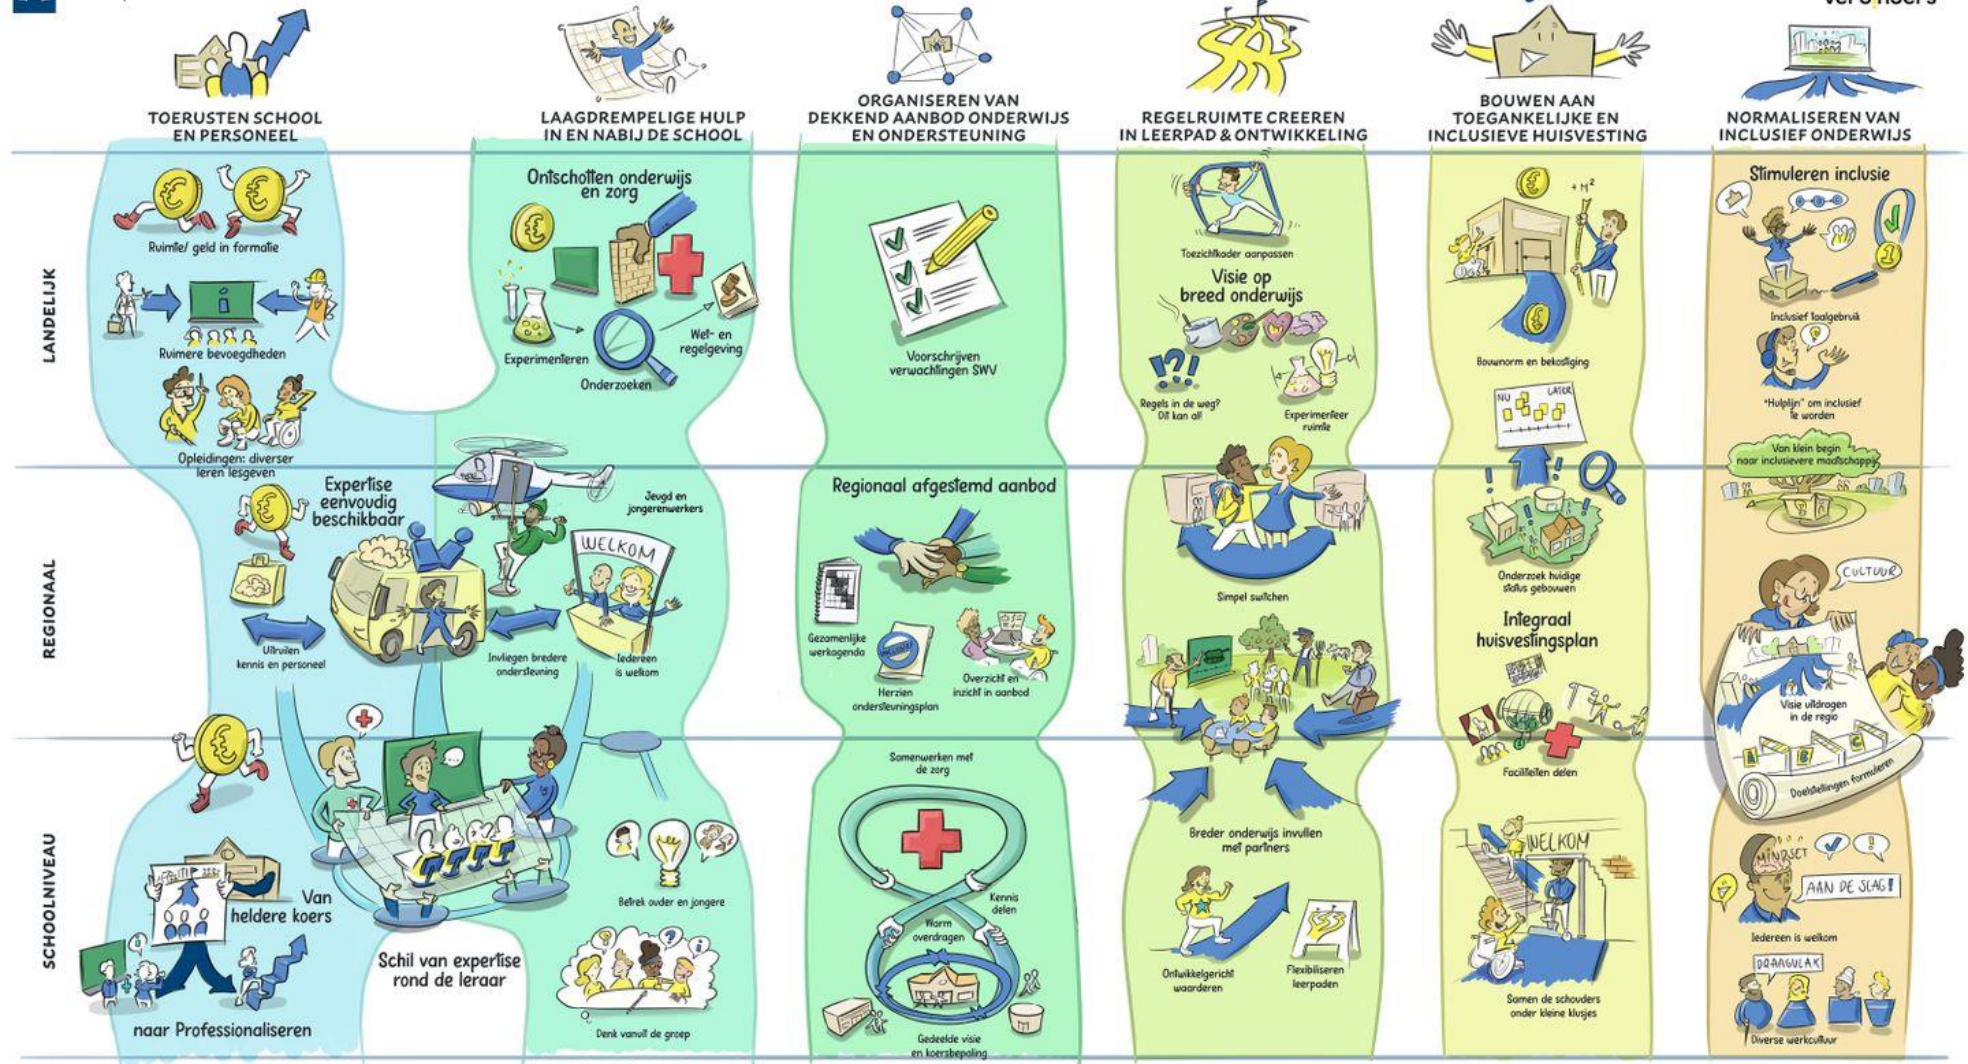 TOERUSTEN SCHOOL
EN PERSONEEL
LAAGDREMPELIGE HULP
IN EN NABIJ DE SCHOOL
ORGANISEREN VAN
DEKKEND AANBOD ONDERWIJS
EN ONDERSTEUNING
REGELRUIMTE CREEREN
IN LEERPAD & ONTWIKKELING
BOUWEN AAN
TOEGANKELIJKE EN
INCLUSIEVE HUISVESTING
NORMALISEREN VAN
INCLUSIEF ONDERWIJS
LANDELIJK
Ruimte/ geld in formatie
i
Ruimere bevoegdheden
Opleidingen: diverser
leren lesgeven
Ontschotten onderwijs
en zorg
Experimenteren
Onderzoeken
Wet- en
regelgeving
Voorschrijven
verwachtingen SWV
Toezichtkader aanpassen
Visie op
breed onderwijs
!?!
Regels in de weg?
Dit kan al!
Experimenteer
ruimte
+ M²
Bouwnorm en bekostiging
NU
LATER
Stimuleren inclusie
1
Inclusief taalgebruik
"Hulplijn" om inclusief
te worden
Van klein begin
naar inclusievere maatschappij
REGIONAAL
Expertise
eenvoudig
beschikbaar
Uitruilen
kennis en personeel
Jeugd en
jongerenwerkers
WELKOM
Invliegen bredere
ondersteuning
Iedereen
is welkom
Regionaal afgestemd aanbod
Gezamenlijke
werkagenda
Herzien
ondersteuningsplan
Overzicht en
inzicht in aanbod
Simpel switchen
Onderzoek huidige
status gebouwen
Integraal
huisvestingsplan
CULTUUR
Visie uitdragen
in de regio
SCHOOLNIVEAU
Van
heldere koers
naar Professionaliseren
Schil van expertise
rond de leraar
Betrek ouder en jongere
Denk vanuit de groep
Samenwerken met
de zorg
Kennis
delen
Warm
overdragen
Gedeelde visie
en koersbepaling
Breder onderwijs invullen
met partners
Ontwikkelgericht
waarderen
Flexibiliseren
leerpaden
Faciliteiten delen
WELKOM
Samen de schouders
onder kleine klusjes
A
B
C
Doelstellingen formuleren
MINDSET
AAN DE SLAG!
Iedereen is welkom
DRAAGVLAK
Diverse werkcultuur